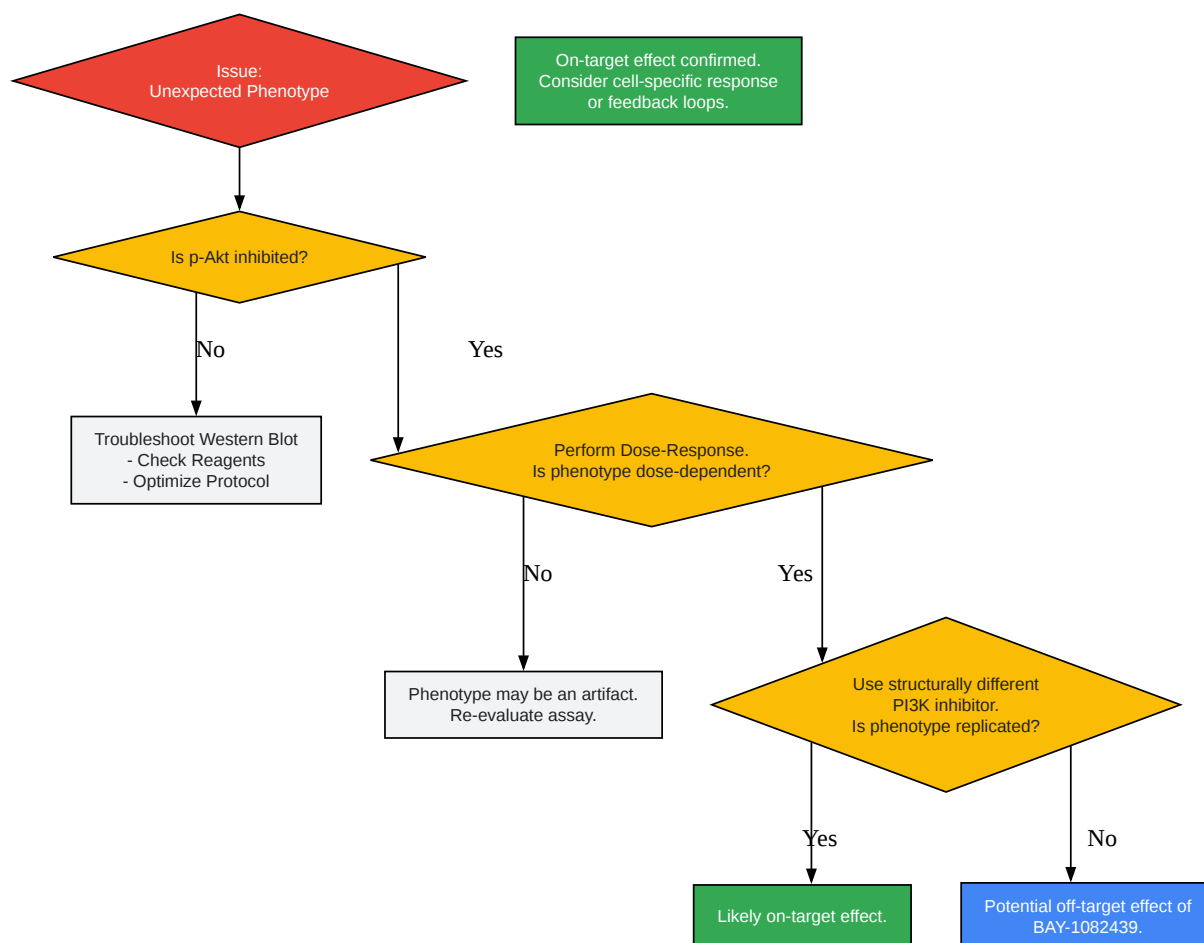 Issue:
Unexpected Phenotype
On-target effect confirmed.
Consider cell-specific response
or feedback loops.
Is p-Akt inhibited?
No
Yes
Troubleshoot Western Blot
- Check Reagents
- Optimize Protocol
Perform Dose-Response.
Is phenotype dose-dependent?
No
Yes
Phenotype may be an artifact.
Re-evaluate assay.
Use structurally different
PI3K inhibitor.
Is phenotype replicated?
Yes
No
Likely on-target effect.
Potential off-target effect of
BAY-1082439.